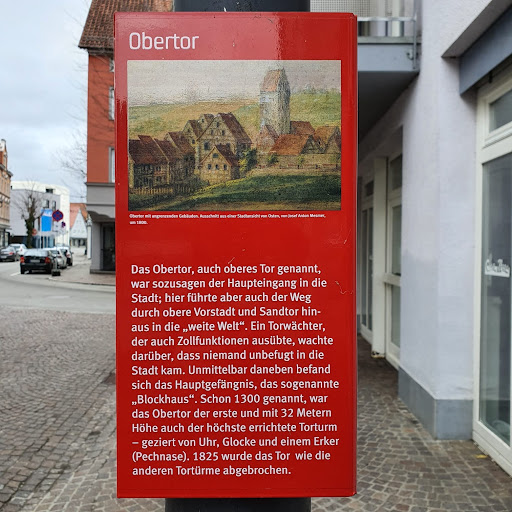 Obertor
Obertor mit angrenzenden Gebäuden. Ausschnitt aus einer Stadtansicht von Osten, von Josef Anton Messmer,
um 1800.
Das Obertor, auch oberes Tor genannt,
war sozusagen der Haupteingang in die
Stadt; hier führte aber auch der Weg
durch obere Vorstadt und Sandtor hin-
aus in die „weite Welt“. Ein Torwächter,
der auch Zollfunktionen ausübte, wachte
darüber, dass niemand unbefugt in die
Stadt kam. Unmittelbar daneben befand
sich das Hauptgefängnis, das sogenannte
„Blockhaus“. Schon 1300 genannt, war
das Obertor der erste und mit 32 Metern
Höhe auch der höchste errichtete Torturm
– geziert von Uhr, Glocke und einem Erker
(Pechnase). 1825 wurde das Tor wie die
anderen Tortürme abgebrochen.